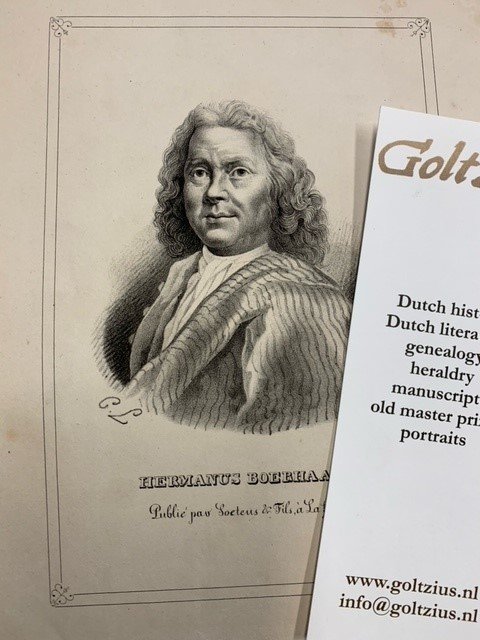 C L
HERMANUS BOERHAA
Publié par Soetens & Fils, à La
Goltz
Dutch hist
Dutch litera
genealogy
heraldry
manuscript
old master pri
portraits
www.goltzius.nl
info@goltzius.nl